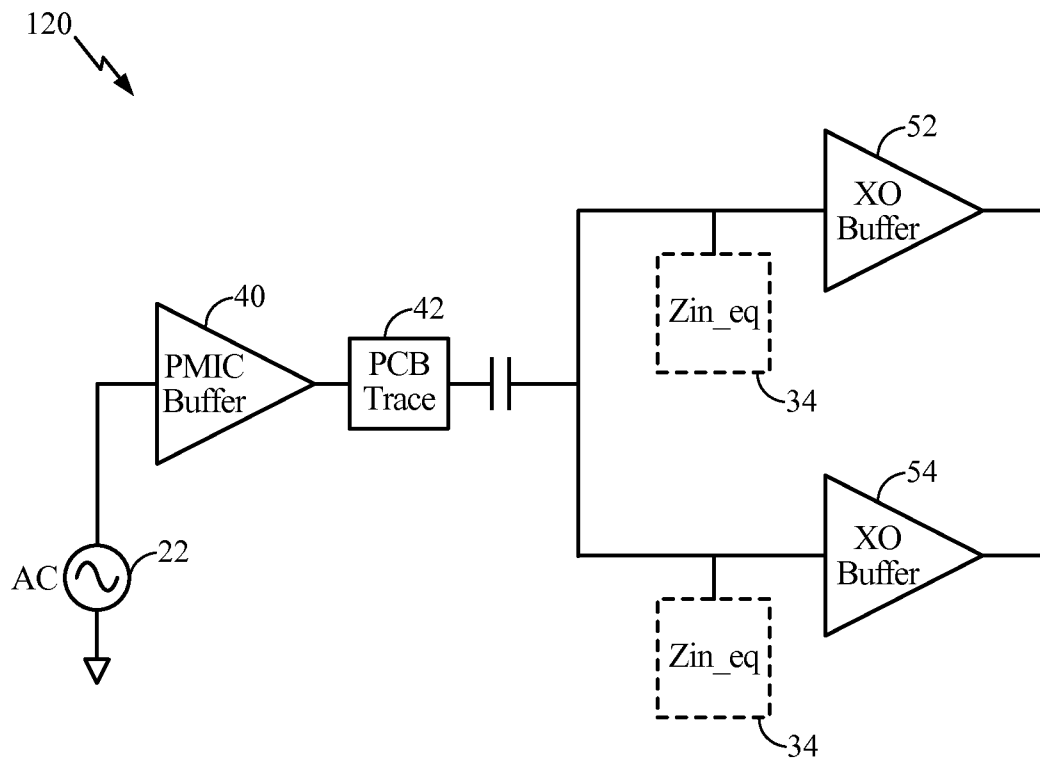 120
52
XO
Buffer
40
42
Zin_eq
PMIC
Buffer
PCB
Trace
34
54
XO
Buffer
AC
22
Zin_eq
34